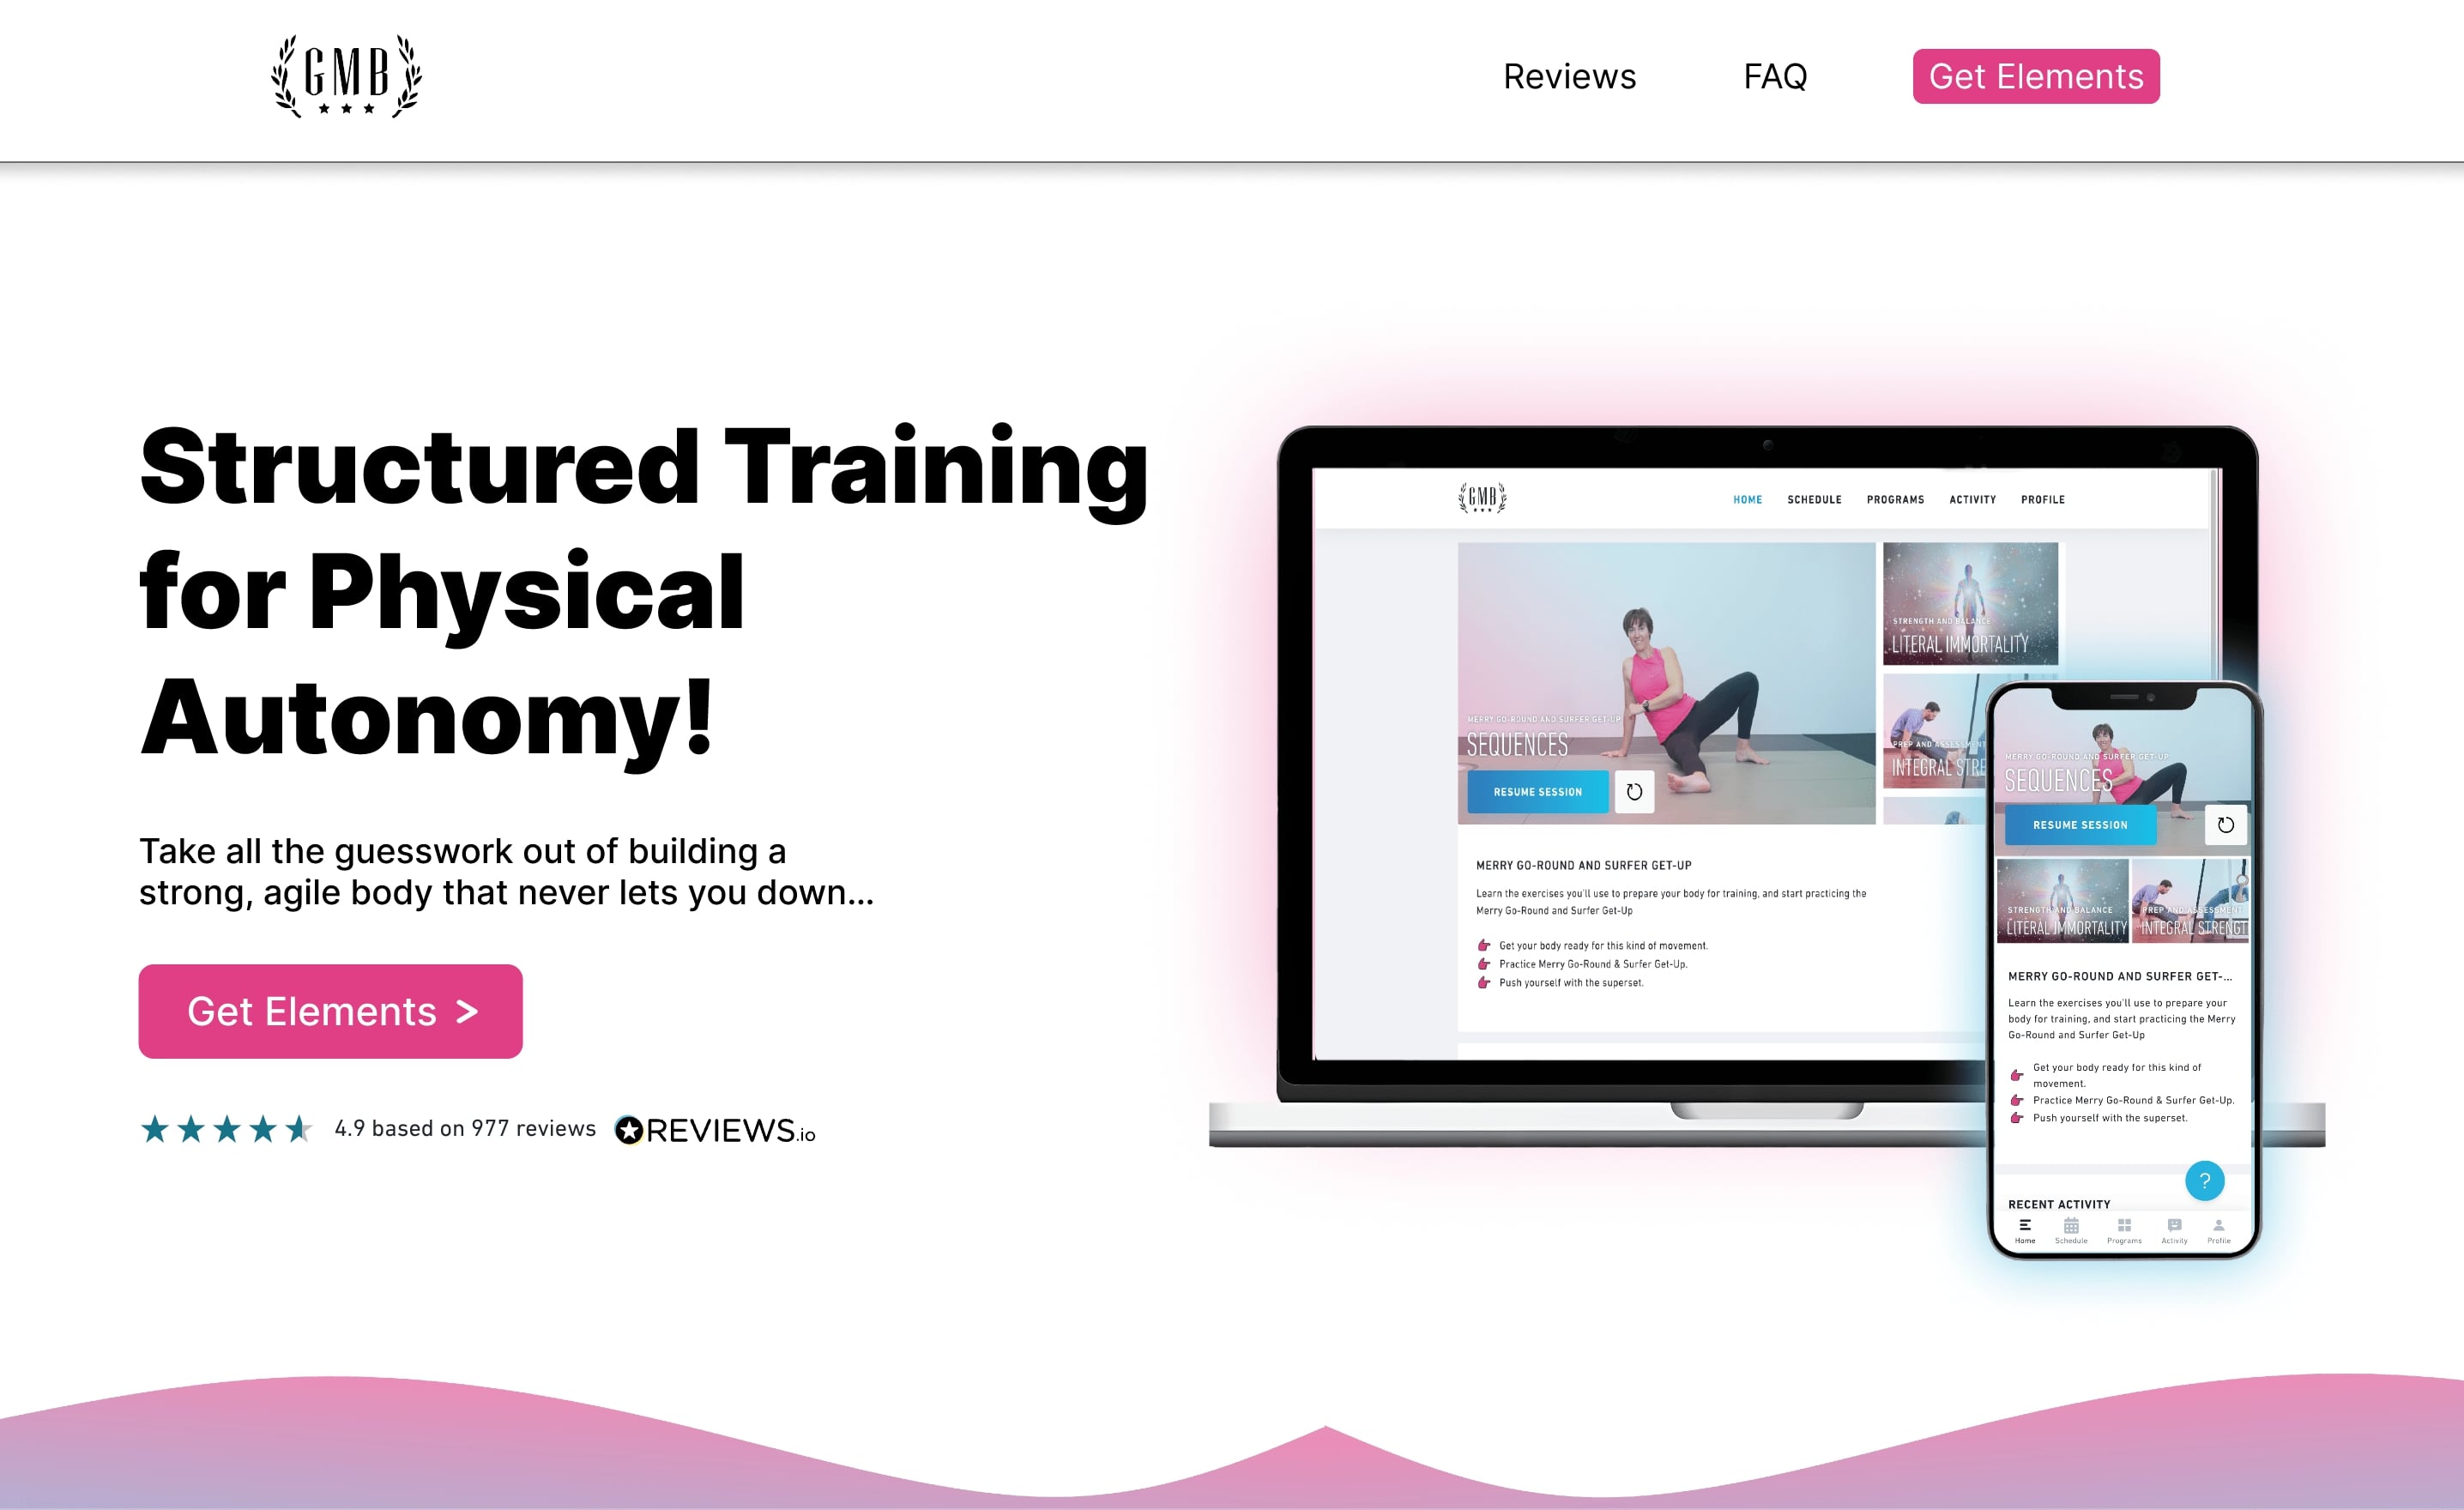 GMB
Reviews
FAQ
Get Elements
Structured Training
for Physical
Autonomy!
Take all the guesswork out of building a
strong, agile body that never lets you down...
Get Elements >
4.9 based on 977 reviews
REVIEWS.io
GMB
HOME
SCHEDULE
PROGRAMS
ACTIVITY
PROFILE
MERRY GO-ROUND AND SURFER GET-UP
SEQUENCES
RESUME SESSION
STRENGTH AND BALANCE
LITERAL IMMORTALITY
PREP AND ASSESSMENT
INTEGRAL STRE
MERRY GO-ROUND AND SURFER GET-UP
Learn the exercises you'll use to prepare your body for training, and start practicing the
Merry Go-Round and Surfer Get-Up
Get your body ready for this kind of movement.
Practice Merry Go-Round & Surfer Get-Up.
Push yourself with the superset.
MERRY GO-ROUND AND SURFER GET-UP
SEQUENCES
RESUME SESSION
STRENGTH AND BALANCE
LITERAL IMMORTALITY
PREP AND ASSESSMENT
INTEGRAL STRENGT
MERRY GO-ROUND AND SURFER GET-...
Learn the exercises you'll use to prepare your
body for training, and start practicing the Merry
Go-Round and Surfer Get-Up
Get your body ready for this kind of
movement.
Practice Merry Go-Round & Surfer Get-Up.
Push yourself with the superset.
?
RECENT ACTIVITY
Home
Schedule
Programs
Activity
Profile